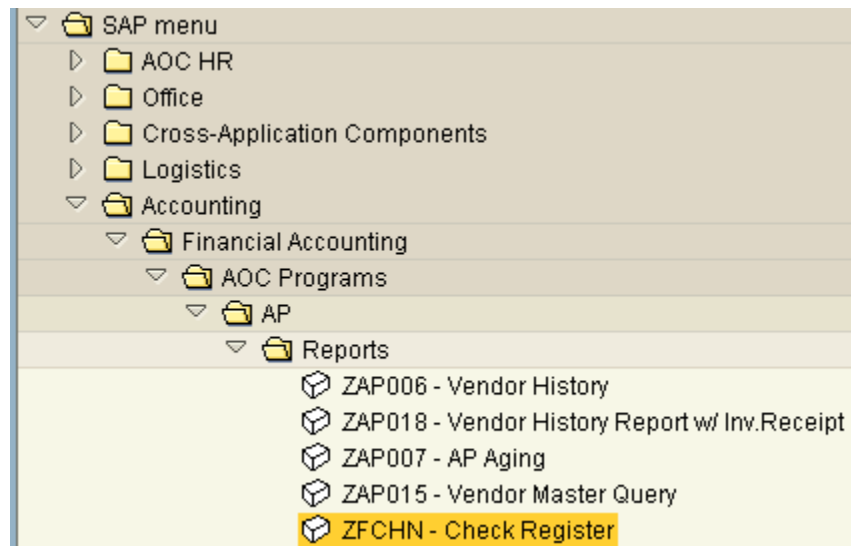 SAP menu
AOC HR
Office
Cross-Application Components
Logistics
Accounting
Financial Accounting
AOC Programs
AP
Reports
ZAP006 - Vendor History
ZAP018 - Vendor History Report w/ Inv.Receipt
ZAP007 - AP Aging
ZAP015 - Vendor Master Query
ZFCHN - Check Register